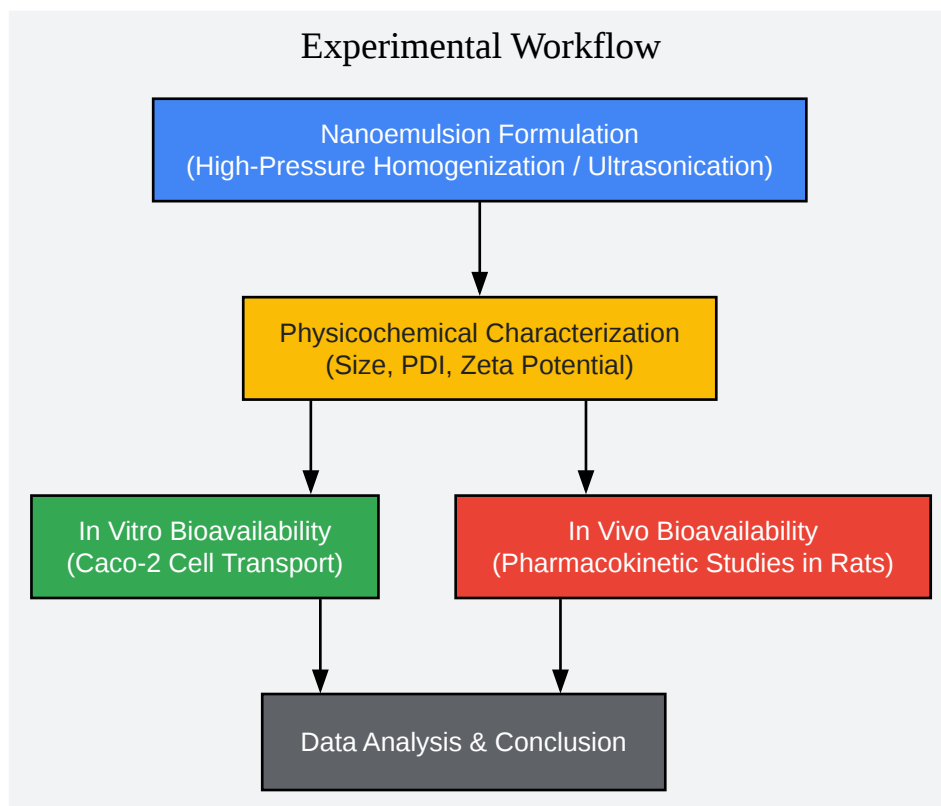 Experimental Workflow
Nanoemulsion Formulation
(High-Pressure Homogenization / Ultrasonication)
Physicochemical Characterization
(Size, PDI, Zeta Potential)
In Vitro Bioavailability
(Caco-2 Cell Transport)
In Vivo Bioavailability
(Pharmacokinetic Studies in Rats)
Data Analysis & Conclusion